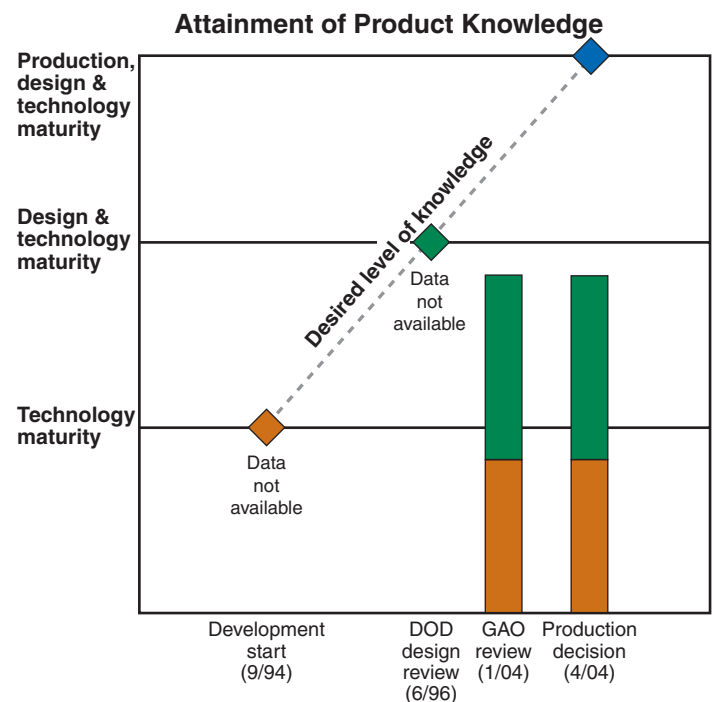 Attainment of Product Knowledge
Production,
design &
technology
maturity
Design &
technology
maturity
Desired level of knowledge
Data
not
available
Technology
maturity
Data
not
available
Development
start
(9/94)
DOD
design
review
(6/96)
GAO
review
(1/04)
Production
decision
(4/04)